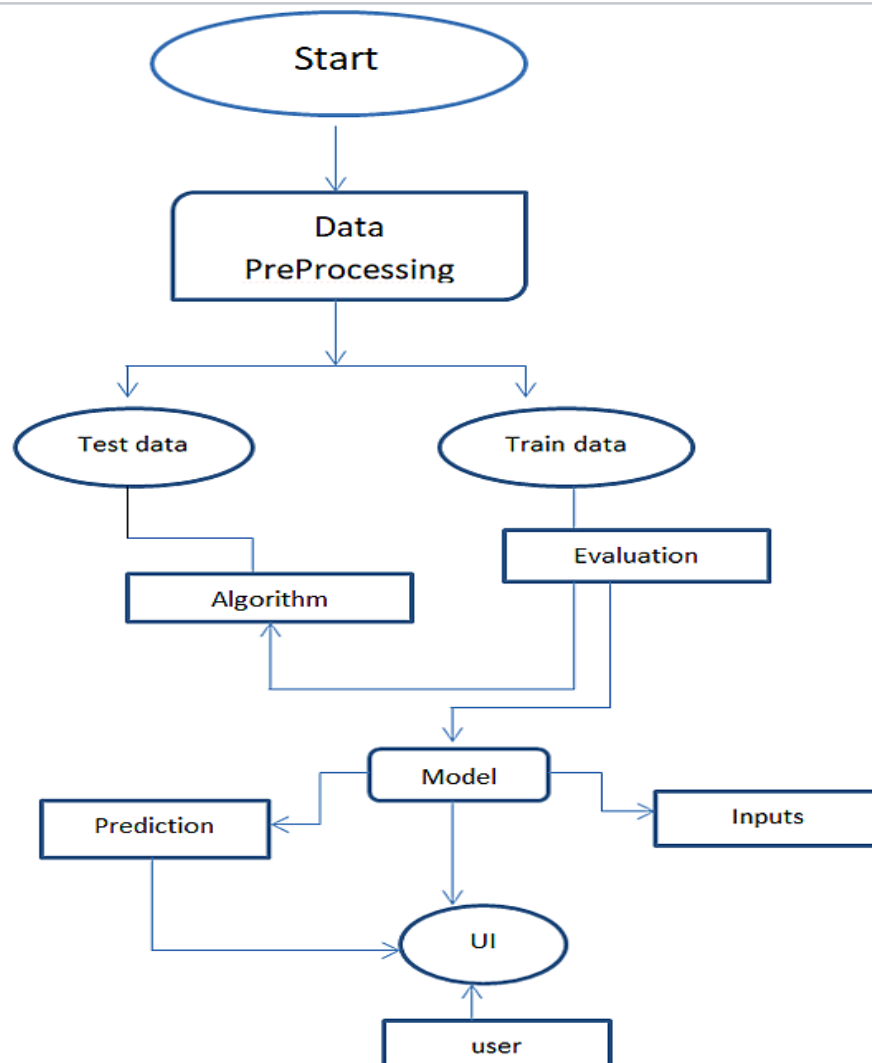 Start
Data
PreProcessing
Test data
Train data
Evaluation
Algorithm
Model
Prediction
Inputs
UI
user